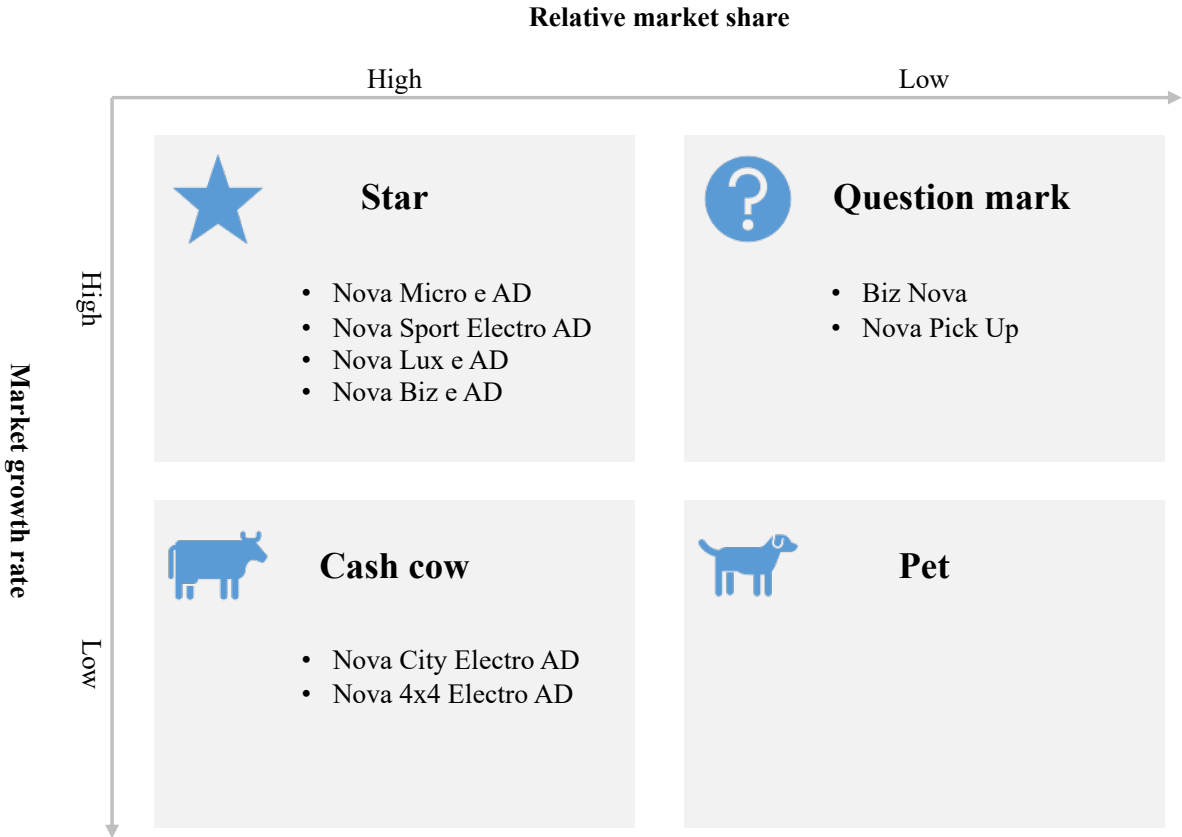 Relative market share
High
Low
Market growth rate
High
Star
• Nova Micro e AD
• Nova Sport Electro AD
• Nova Lux e AD
• Nova Biz e AD
Question mark
• Biz Nova
• Nova Pick Up
Low
Cash cow
• Nova City Electro AD
• Nova 4x4 Electro AD
Pet